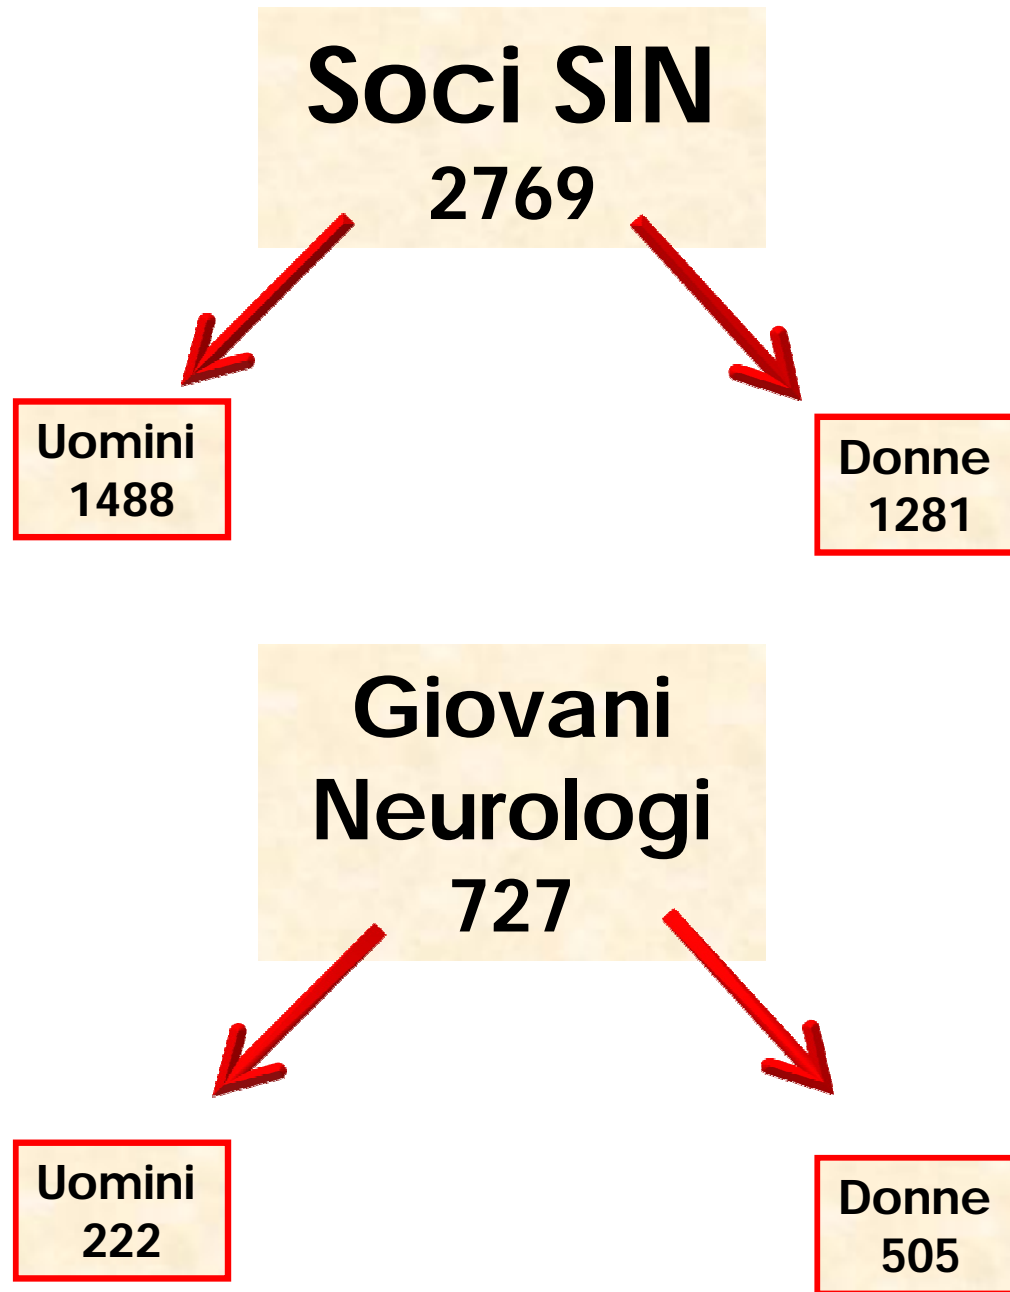 Soci SIN
2769
Uomini
1488
Donne
1281
Giovani
Neurologi
727
Uomini
222
Donne
505